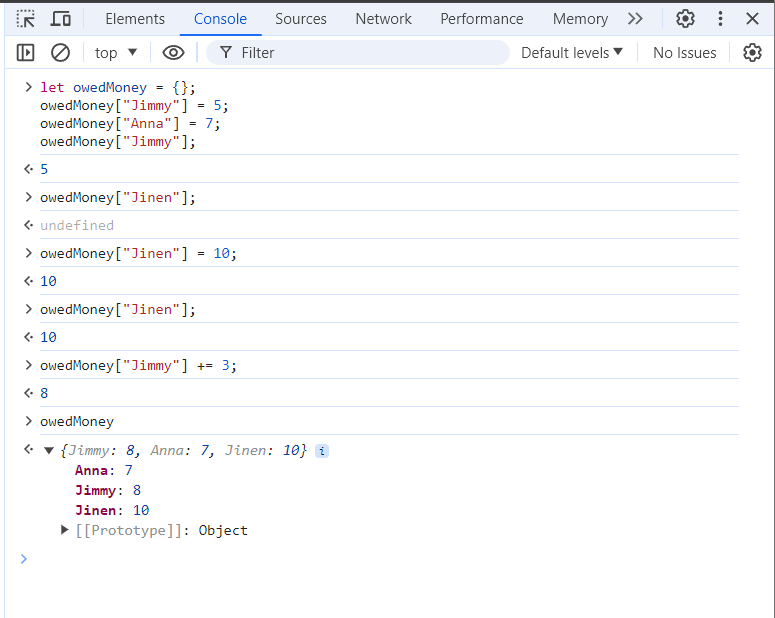 Elements Console Sources Network Performance Memory
top Filter Default levels No Issues
let owedMoney = {};
owedMoney["Jimmy"] = 5;
owedMoney["Anna"] = 7;
owedMoney["Jimmy"];
5
owedMoney["Jinen"];
undefined
owedMoney["Jinen"] = 10;
10
owedMoney["Jinen"];
10
owedMoney["Jimmy"] += 3;
8
owedMoney
{Jimmy: 8, Anna: 7, Jinen: 10} i
Anna: 7
Jimmy: 8
Jinen: 10
[[Prototype]]: Object